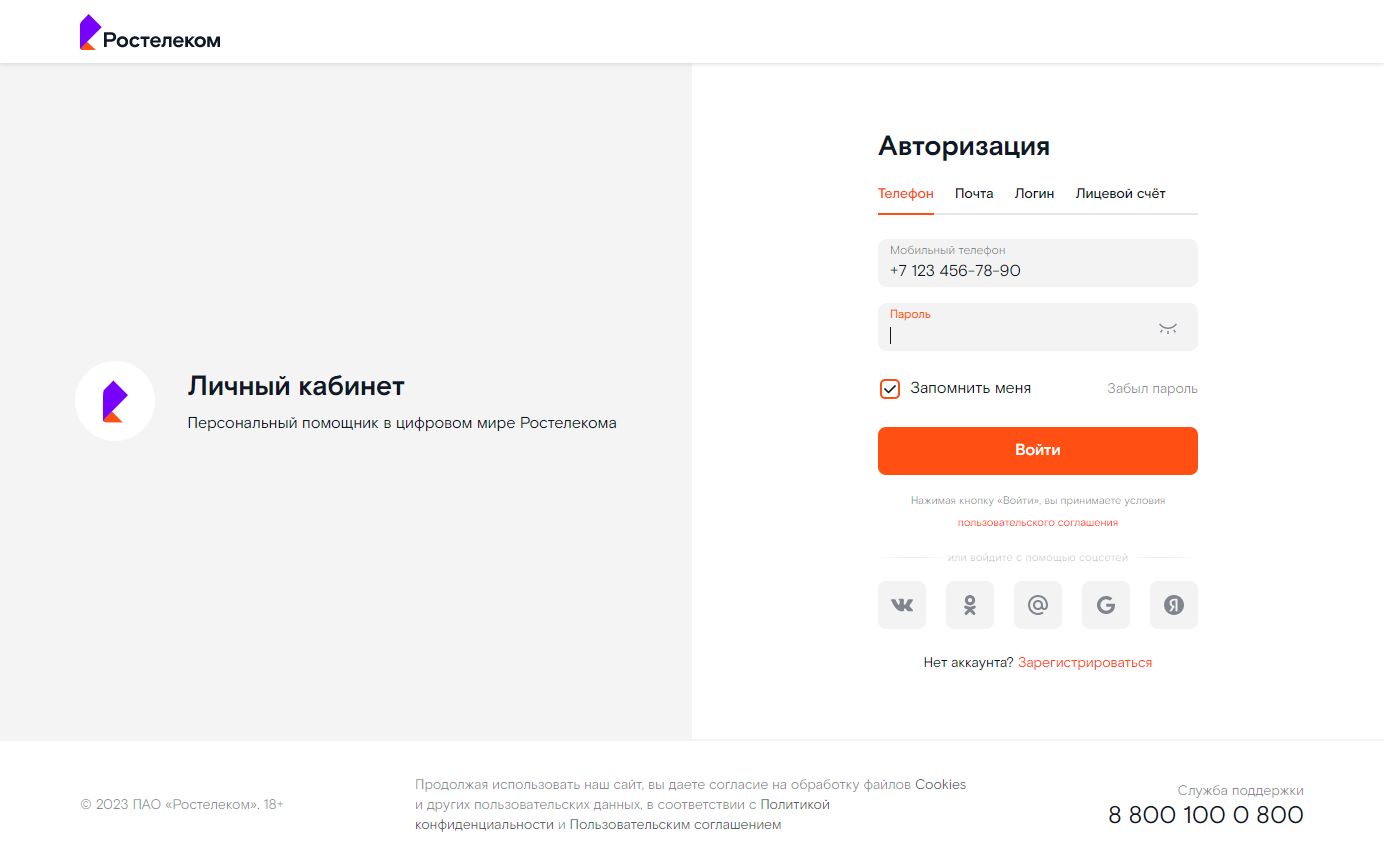 Ростелеком
Авторизация
Телефон Почта Логин Лицевой счёт
Мобильный телефон
+7 123 456-78-90
Пароль
Запомнить меня Забыл пароль
Войти
Нажимая кнопку «Войти», вы принимаете условия
пользовательского соглашения
или войдите с помощью соцсетей
Нет аккаунта? Зарегистрироваться
Личный кабинет
Персональный помощник в цифровом мире Ростелекома
© 2023 ПАО «Ростелеком». 18+
Продолжая использовать наш сайт, вы даете согласие на обработку файлов Cookies
и других пользовательских данных, в соответствии с Политикой
конфиденциальности и Пользовательским соглашением
Служба поддержки
8 800 100 0 800